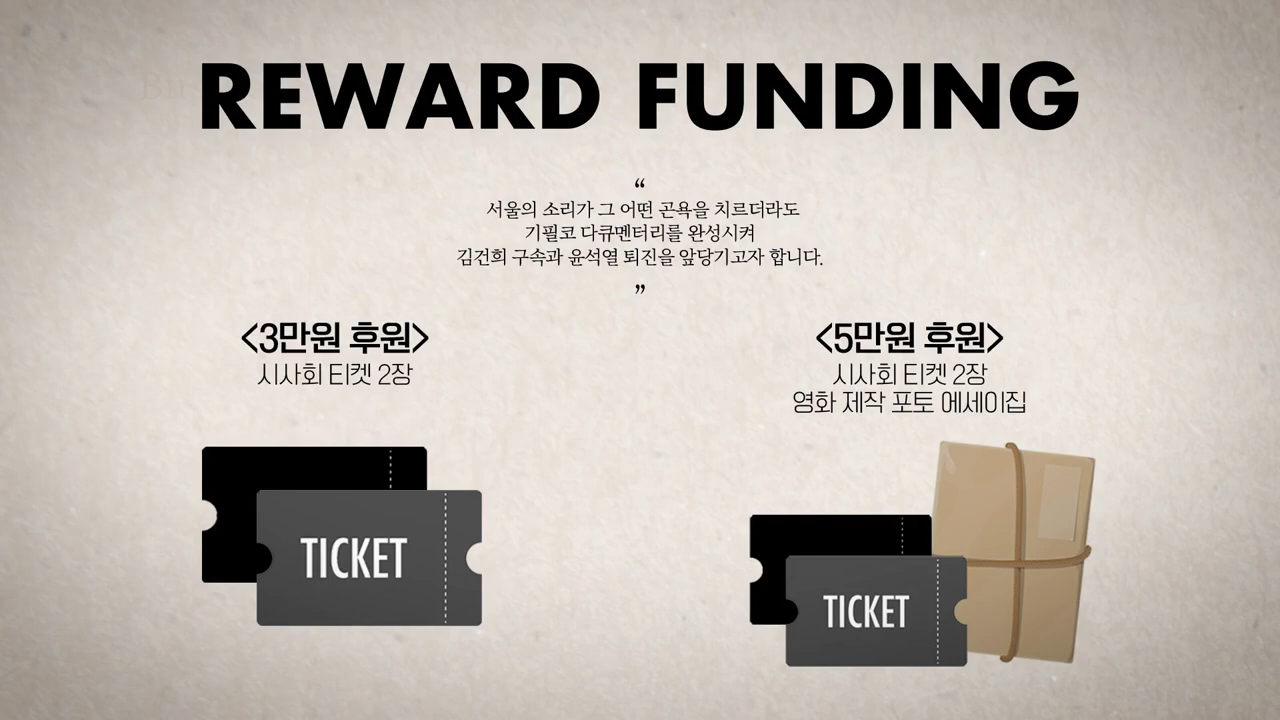 REWARD FUNDING
“
서울의 소리가 그 어떤 곤욕을 치르더라도
기필코 다큐멘터리를 완성시켜
김건희 구속과 윤석열 퇴진을 앞당기고자 합니다.
”
<3만원 후원>
시사회 티켓 2장
<5만원 후원>
시사회 티켓 2장
영화 제작 포토 에세이집
TICKET
TICKET